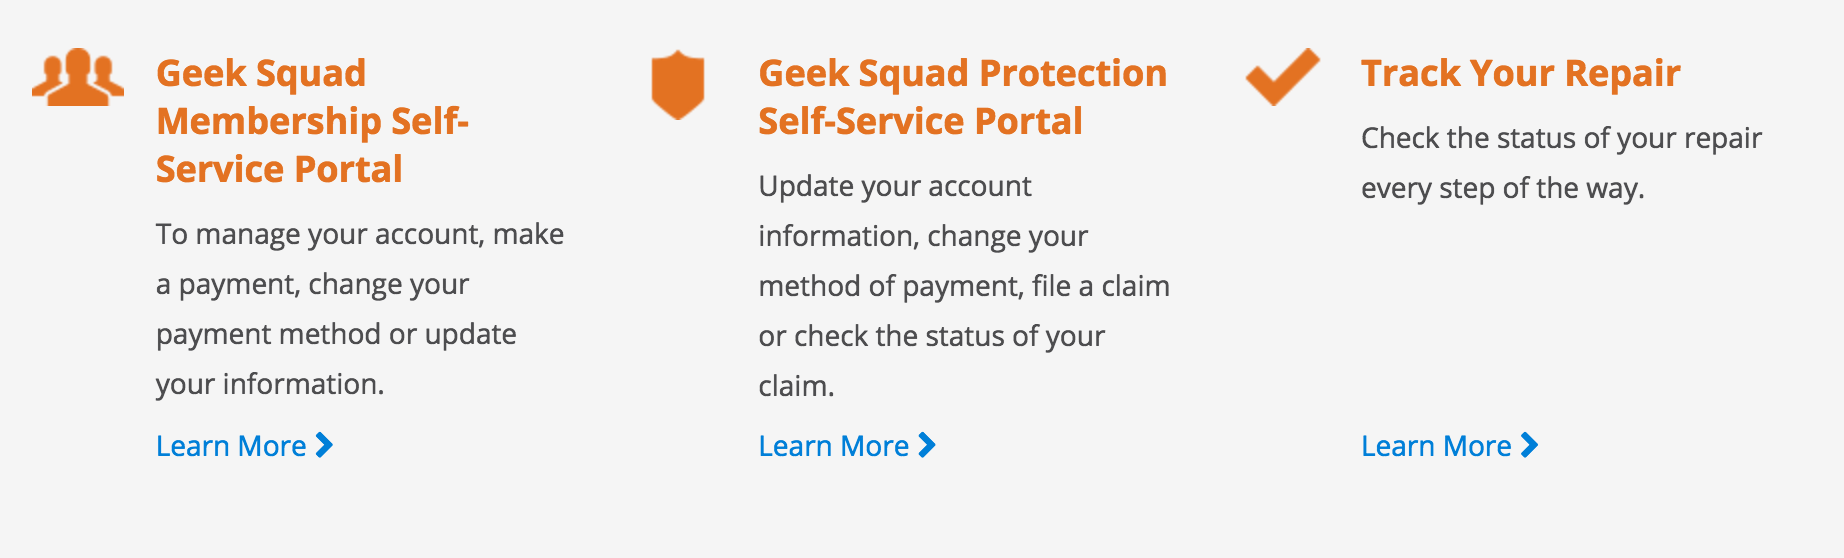 Geek Squad
Membership Self-
Service Portal
To manage your account, make
a payment, change your
payment method or update
your information.
Learn More
Geek Squad Protection
Self-Service Portal
Update your account
information, change your
method of payment, file a claim
or check the status of your
claim.
Learn More
Track Your Repair
Check the status of your repair
every step of the way.
Learn More